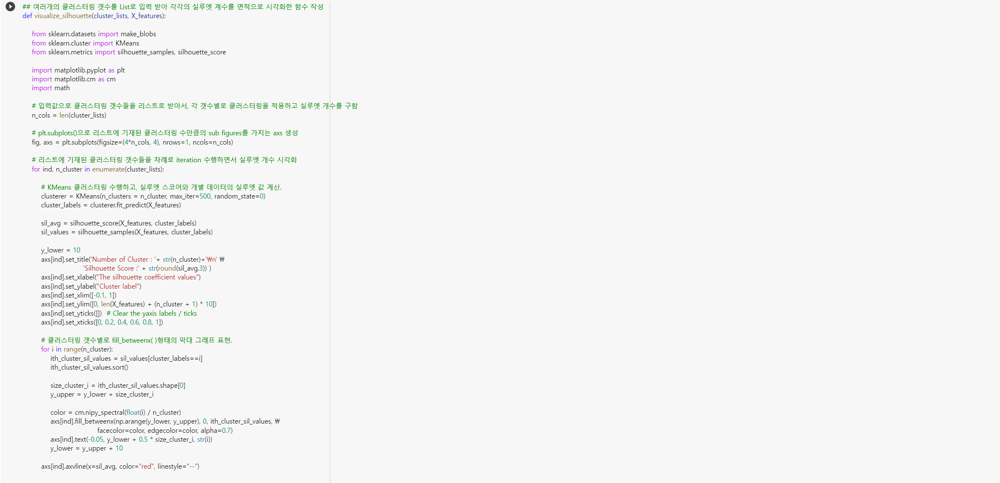 ## 여러개의 클러스터링 갯수를 List로 입력 받아 각각의 실루엣 계수를 면적으로 시각화한 함수 작성
def visualize_silhouette(cluster_lists, X_features):
from sklearn.datasets import make_blobs
from sklearn.cluster import KMeans
from sklearn.metrics import silhouette_samples, silhouette_score
import matplotlib.pyplot as plt
import matplotlib.cm as cm
import math
# 입력값으로 클러스터링 갯수들을 리스트로 받아서, 각 갯수별로 클러스터링을 적용하고 실루엣 개수를 구함
n_cols = len(cluster_lists)
# plt.subplots()으로 리스트에 기재된 클러스터링 수만큼의 sub figures를 가지는 axs 생성
fig, axs = plt.subplots(figsize=(4*n_cols, 4), nrows=1, ncols=n_cols)
# 리스트에 기재된 클러스터링 갯수들을 차례로 iteration 수행하면서 실루엣 개수 시각화
for ind, n_cluster in enumerate(cluster_lists):
# KMeans 클러스터링 수행하고, 실루엣 스코어와 개별 데이터의 실루엣 값 계산.
clusterer = KMeans(n_clusters = n_cluster, max_iter=500, random_state=0)
cluster_labels = clusterer.fit_predict(X_features)
sil_avg = silhouette_score(X_features, cluster_labels)
sil_values = silhouette_samples(X_features, cluster_labels)
y_lower = 10
axs[ind].set_title('Number of Cluster : '+ str(n_cluster)+'₩n' ₩
'Silhouette Score :' + str(round(sil_avg,3)) )
axs[ind].set_xlabel("The silhouette coefficient values")
axs[ind].set_ylabel("Cluster label")
axs[ind].set_xlim([-0.1, 1])
axs[ind].set_ylim([0, len(X_features) + (n_cluster + 1) * 10])
axs[ind].set_yticks([])  # Clear the yaxis labels / ticks
axs[ind].set_xticks([0, 0.2, 0.4, 0.6, 0.8, 1])
# 클러스터링 갯수별로 fill_betweenx( )형태의 막대 그래프 표현.
for i in range(n_cluster):
ith_cluster_sil_values = sil_values[cluster_labels==i]
ith_cluster_sil_values.sort()
size_cluster_i = ith_cluster_sil_values.shape[0]
y_upper = y_lower + size_cluster_i
color = cm.nipy_spectral(float(i) / n_cluster)
axs[ind].fill_betweenx(np.arange(y_lower, y_upper), 0, ith_cluster_sil_values, ₩
facecolor=color, edgecolor=color, alpha=0.7)
axs[ind].text(-0.05, y_lower + 0.5 * size_cluster_i, str(i))
y_lower = y_upper + 10
axs[ind].axvline(x=sil_avg, color="red", linestyle="--")